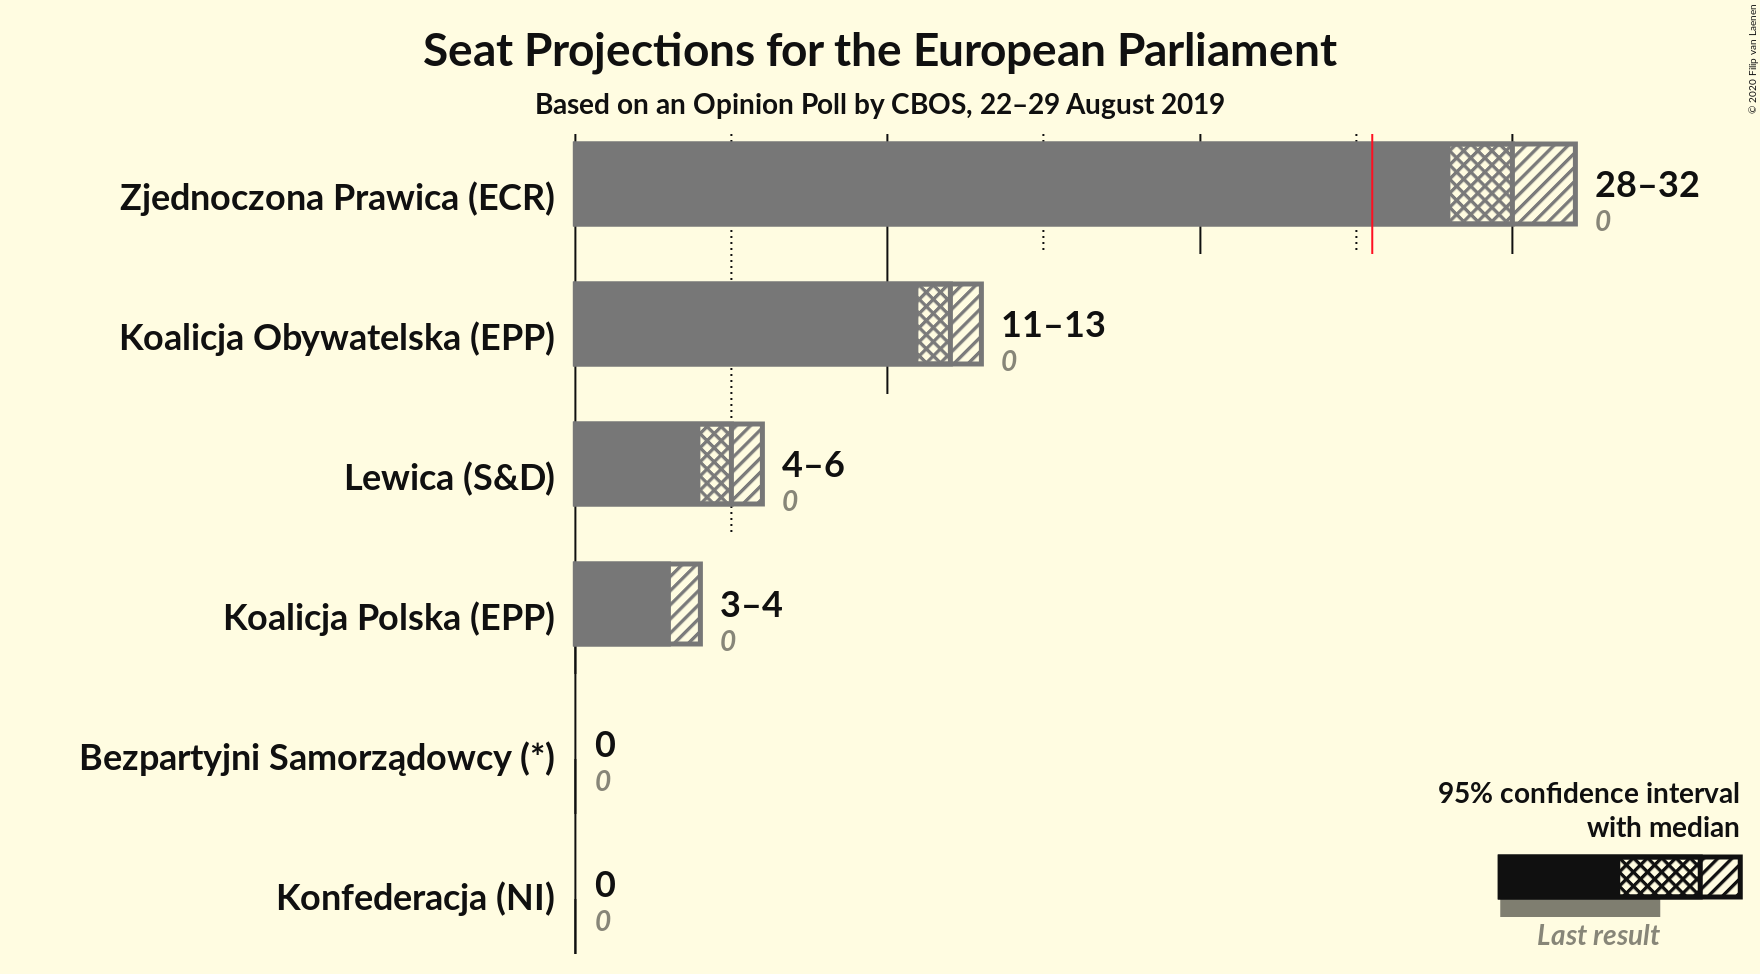 Seat Projections for the European Parliament
Based on an Opinion Poll by CBOS, 22–29 August 2019
© 2020 Filip van Laenen
Zjednoczona Prawica (ECR)
28–32
0
Koalicja Obywatelska (EPP)
11–13
0
Lewica (S&D)
4–6
0
Koalicja Polska (EPP)
3–4
0
Bezpartyjni Samorządowcy (*)
0
0
Konfederacja (NI)
0
0
95% confidence interval
with median
Last result